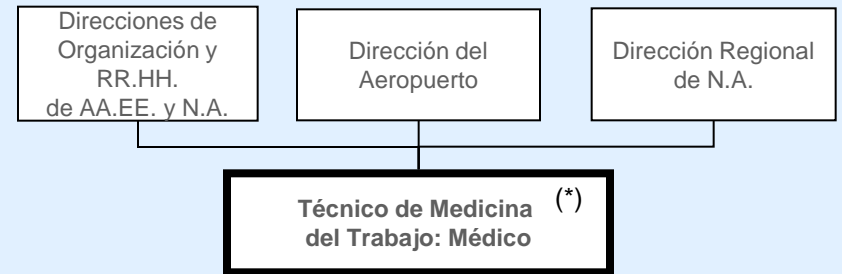 Direcciones de
Organización y
RR.HH.
de AA.EE. y N.A.
Dirección del
Aeropuerto
Dirección Regional
de N.A.
Técnico de Medicina (*)
del Trabajo: Médico